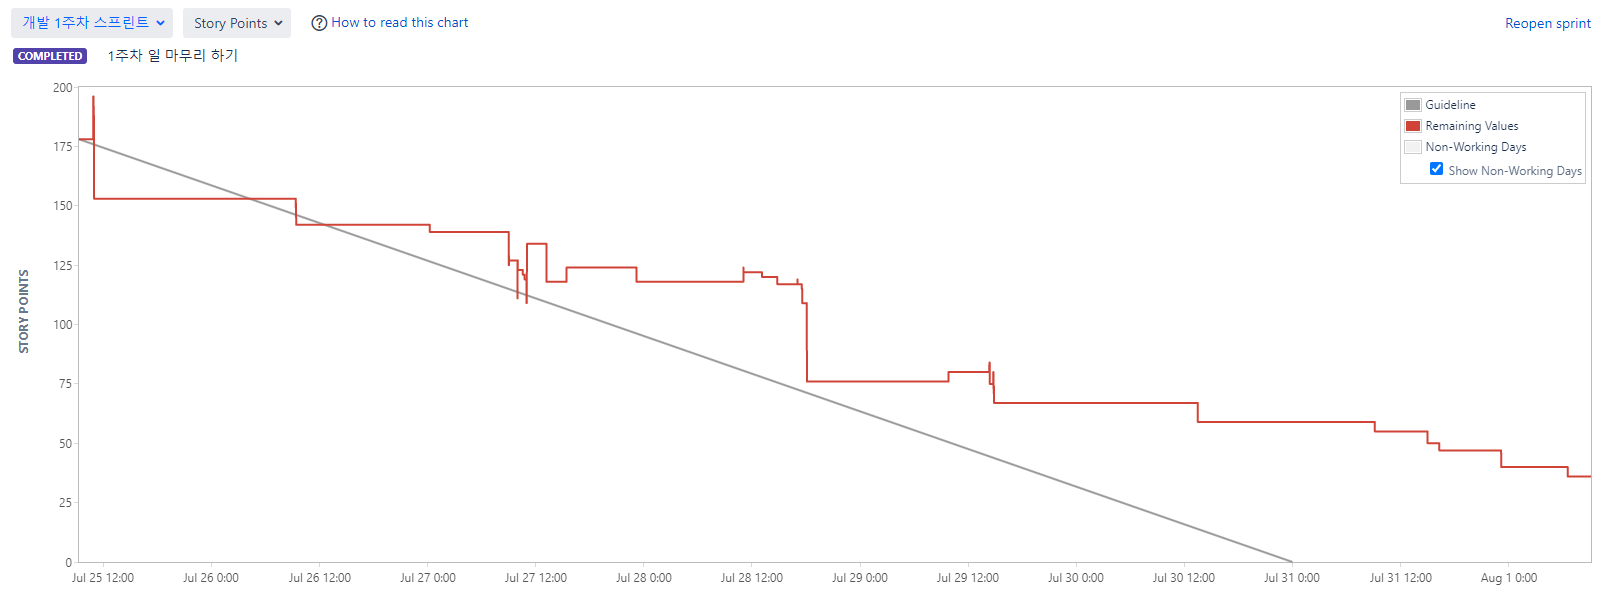 개발 1주차 스프린트
Story Points
How to read this chart
Reopen sprint
COMPLETED
1주차 일 마무리 하기
Guideline
Remaining Values
Non-Working Days
Show Non-Working Days
STORY POINTS
200
175
150
125
100
75
50
25
0
Jul 25 12:00
Jul 26 0:00
Jul 26 12:00
Jul 27 0:00
Jul 27 12:00
Jul 28 0:00
Jul 28 12:00
Jul 29 0:00
Jul 29 12:00
Jul 30 0:00
Jul 30 12:00
Jul 31 0:00
Jul 31 12:00
Aug 1 0:00